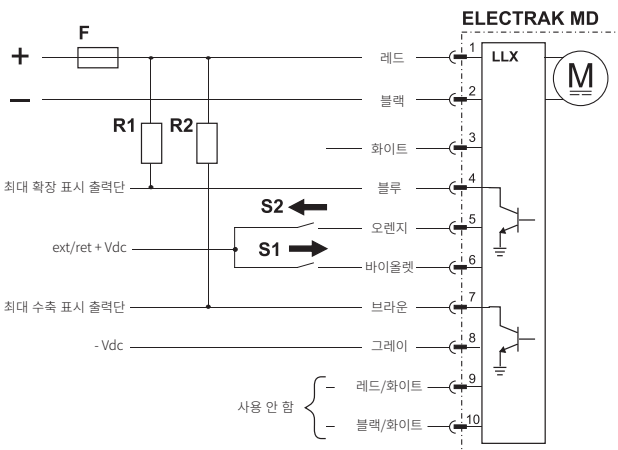 ELECTRAK MD
F
+ 레드 1 LLX
M
− 블랙 2
R1 R2
화이트 3
최대 확장 표시 출력단 블루 4
S2 오렌지 5
ext/ret + Vdc S1
바이올렛 6
최대 수축 표시 출력단 브라운 7
- Vdc 그레이 8
레드/화이트 9
사용 안 함
블랙/화이트 10